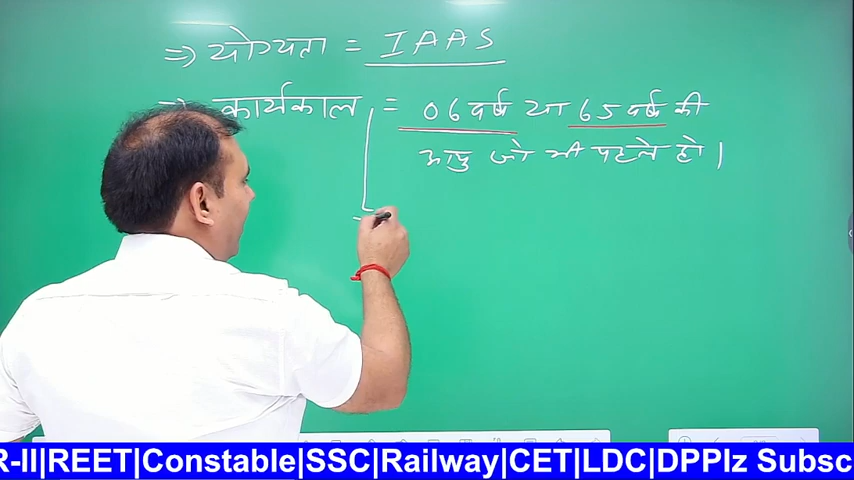 ⇒ योग्यता = IAAS
⇒ कार्यकाल = 06 वर्ष या 65 वर्ष की
आयु जो भी पहले हो।
R-II|REET|Constable|SSC|Railway|CET|LDC|DPPIz Subsc